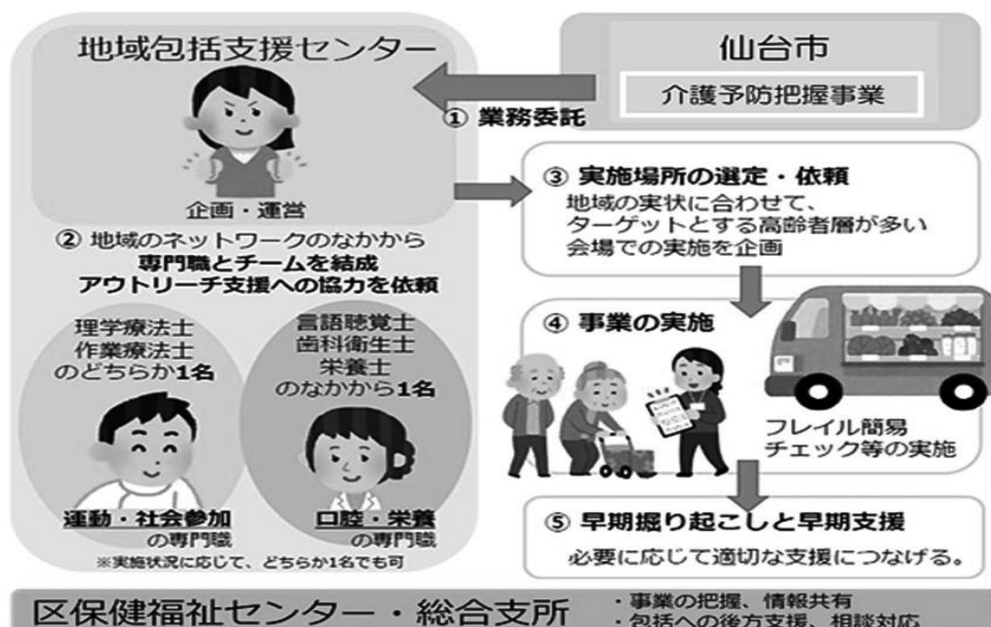 地域包括支援センター
企画・運営
仙台市
介護予防把握事業
① 業務委託
② 地域のネットワークのなかから
専門職とチームを結成
アウトリーチ支援への協力を依頼
理学療法士
作業療法士
のどちらか1名
運動・社会参加
の専門職
言語聴覚士
歯科衛生士
栄養士
のなかから1名
口腔・栄養
の専門職
※実施状況に応じて、どちらか1名でも可
③ 実施場所の選定・依頼
地域の実状に合わせて、
ターゲットとする高齢者層が多い
会場での実施を企画
④ 事業の実施
フレイル簡易
チェック等の実施
⑤ 早期掘り起こしと早期支援
必要に応じて適切な支援につなげる。
区保健福祉センター・総合支所
・事業の把握、情報共有
・包括への後方支援、相談対応